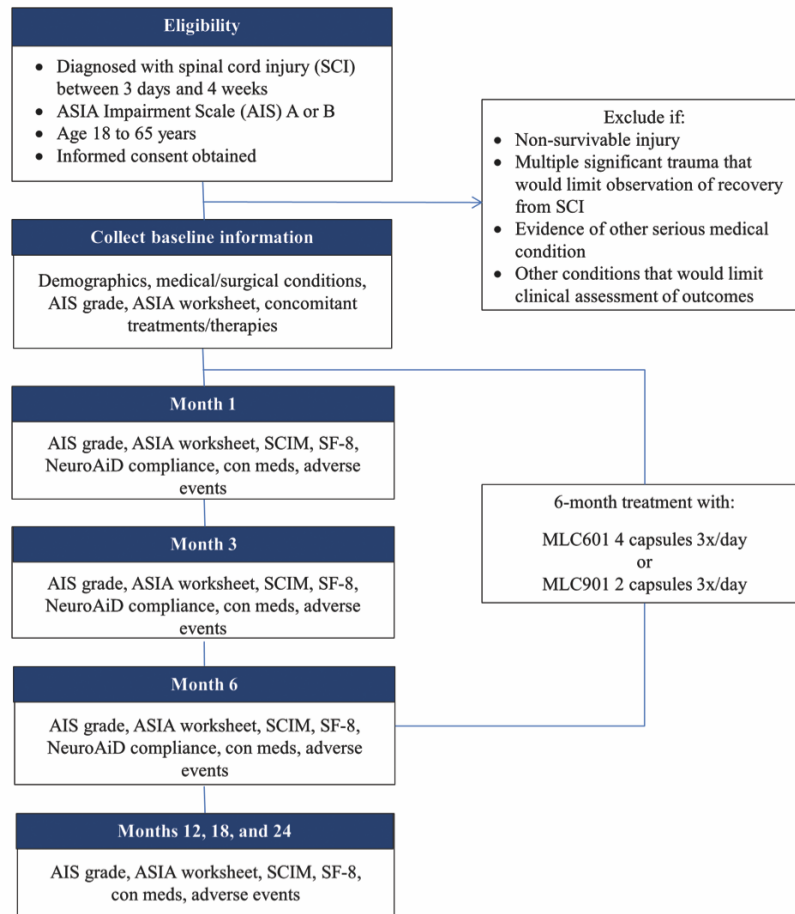 Eligibility
• Diagnosed with spinal cord injury (SCI)
between 3 days and 4 weeks
• ASIA Impairment Scale (AIS) A or B
• Age 18 to 65 years
• Informed consent obtained
Exclude if:
• Non-survivable injury
• Multiple significant trauma that
would limit observation of recovery
from SCI
• Evidence of other serious medical
condition
• Other conditions that would limit
clinical assessment of outcomes
Collect baseline information
Demographics, medical/surgical conditions,
AIS grade, ASIA worksheet, concomitant
treatments/therapies
Month 1
AIS grade, ASIA worksheet, SCIM, SF-8,
NeuroAiD compliance, con meds, adverse
events
6-month treatment with:
MLC601 4 capsules 3x/day
or
MLC901 2 capsules 3x/day
Month 3
AIS grade, ASIA worksheet, SCIM, SF-8,
NeuroAiD compliance, con meds, adverse
events
Month 6
AIS grade, ASIA worksheet, SCIM, SF-8,
NeuroAiD compliance, con meds, adverse
events
Months 12, 18, and 24
AIS grade, ASIA worksheet, SCIM, SF-8,
con meds, adverse events